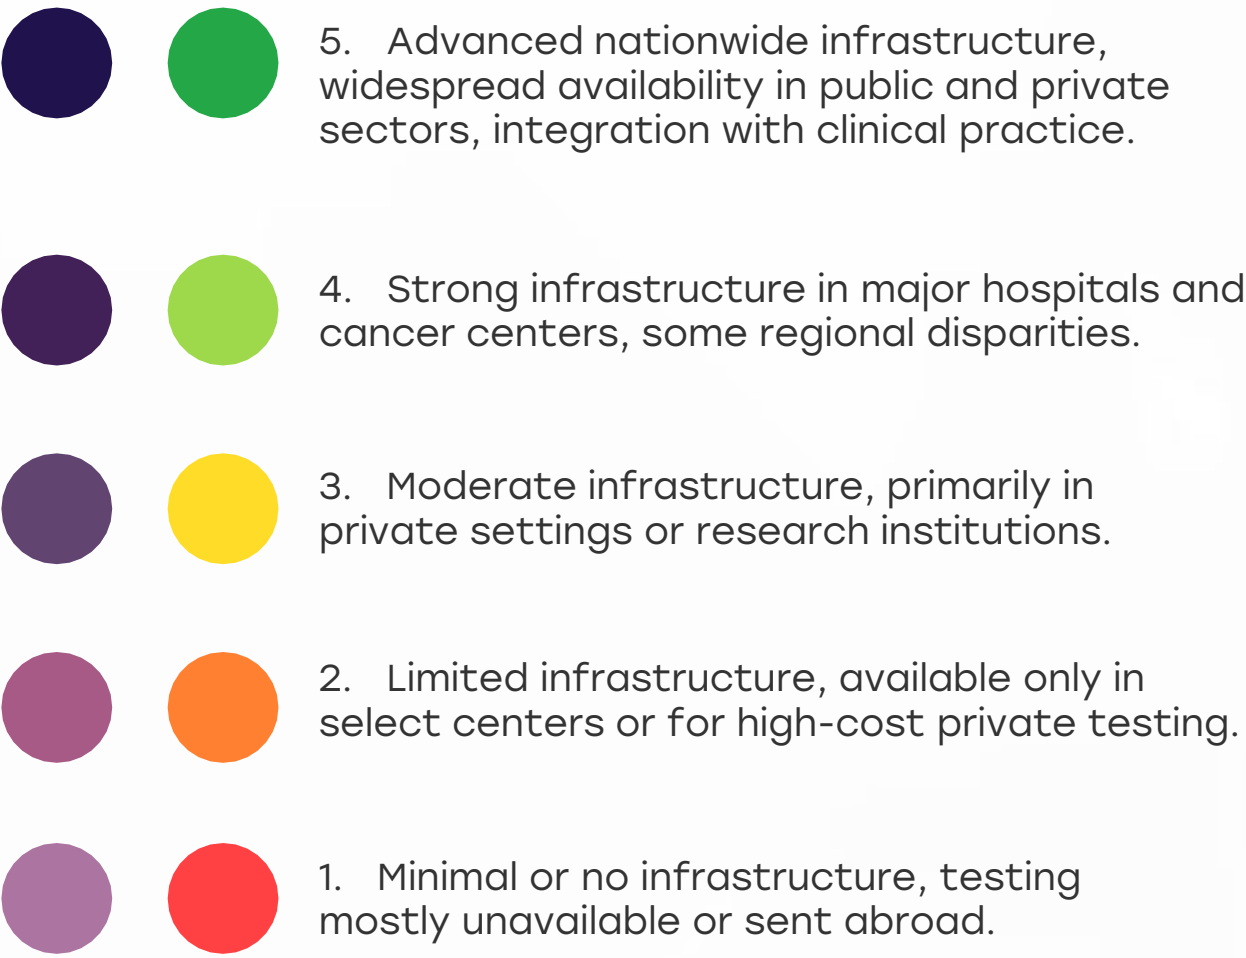 5. Advanced nationwide infrastructure,
widespread availability in public and private
sectors, integration with clinical practice.
4. Strong infrastructure in major hospitals and
cancer centers, some regional disparities.
3. Moderate infrastructure, primarily in
private settings or research institutions.
2. Limited infrastructure, available only in
select centers or for high-cost private testing.
1. Minimal or no infrastructure, testing
mostly unavailable or sent abroad.